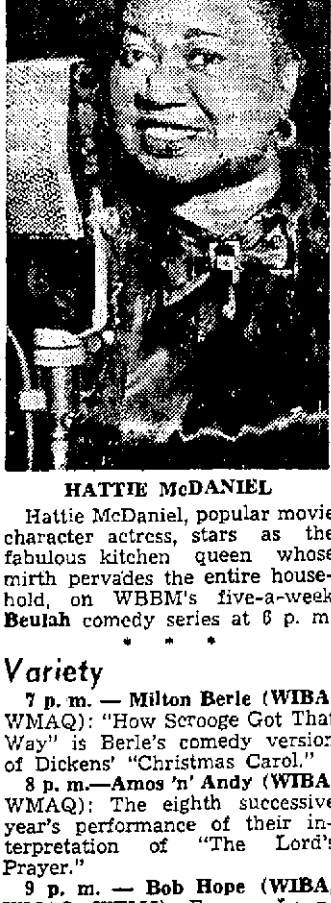 HATTIE McDANIEL
Hattie McDaniel, popular movie
character actress, stars as the
fabulous kitchen queen whose
mirth pervades the entire house-
hold, on WBBM's five-a-week
Beulah comedy series at 6 p. m
* * *
Variety
7 p. m. — Milton Berle (WIBA
WMAQ): "How Scrooge Got That
Way" is Berle's comedy version
of Dickens' "Christmas Carol."
8 p. m.—Amos 'n' Andy (WIBA
WMAQ): The eighth successive
year's performance of their in-
terpretation of "The Lord's
Prayer."
9 p. m. — Bob Hope (WIBA,